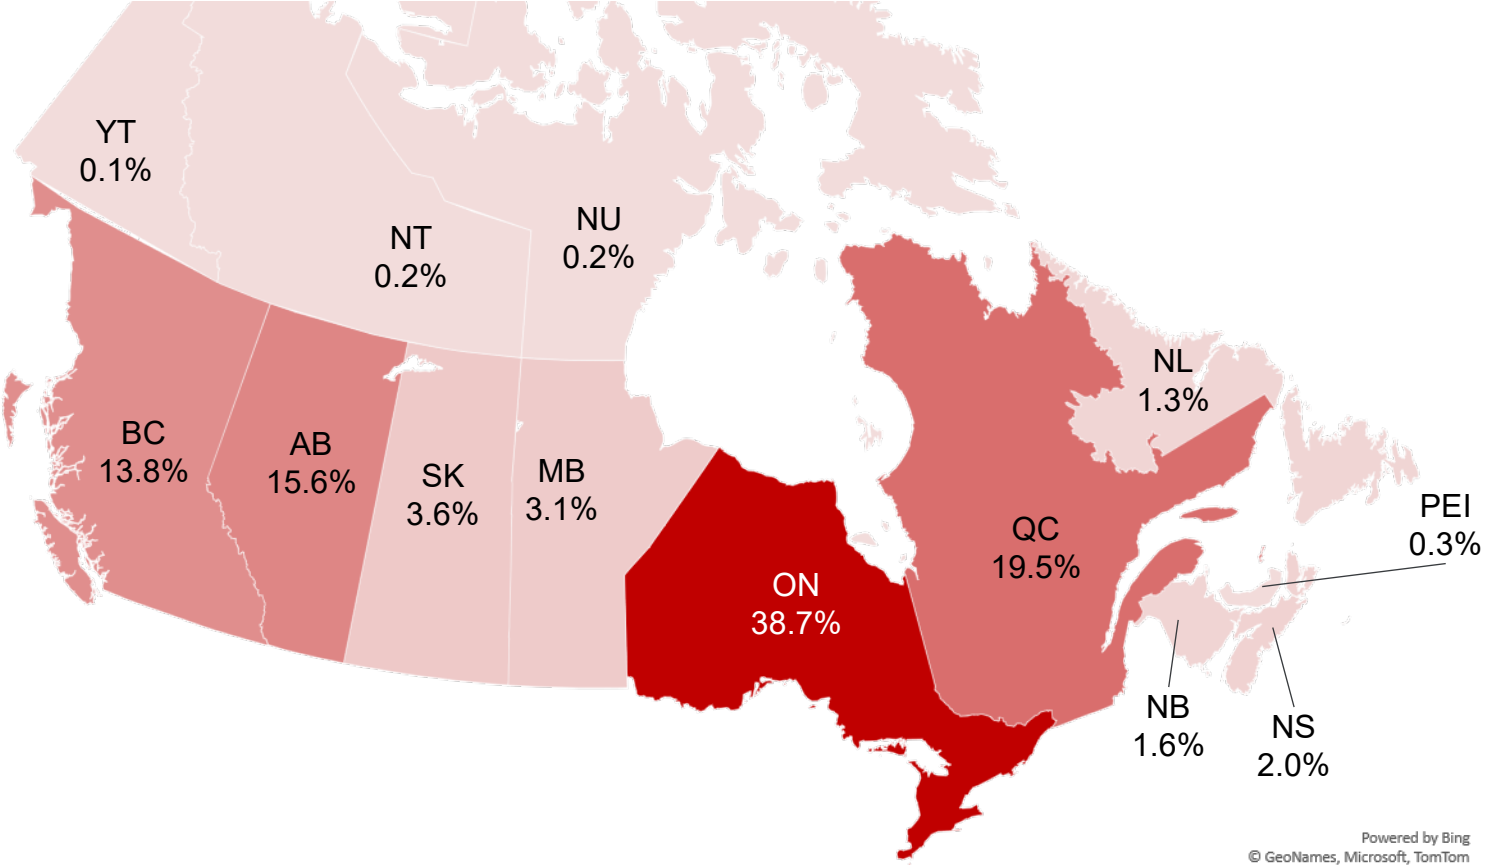 YT
0.1%
NT
0.2%
NU
0.2%
BC
13.8%
AB
15.6%
SK
3.6%
MB
3.1%
ON
38.7%
QC
19.5%
NL
1.3%
PEI
0.3%
NB
1.6%
NS
2.0%
Powered by Bing
© GeoNames, Microsoft, TomTom